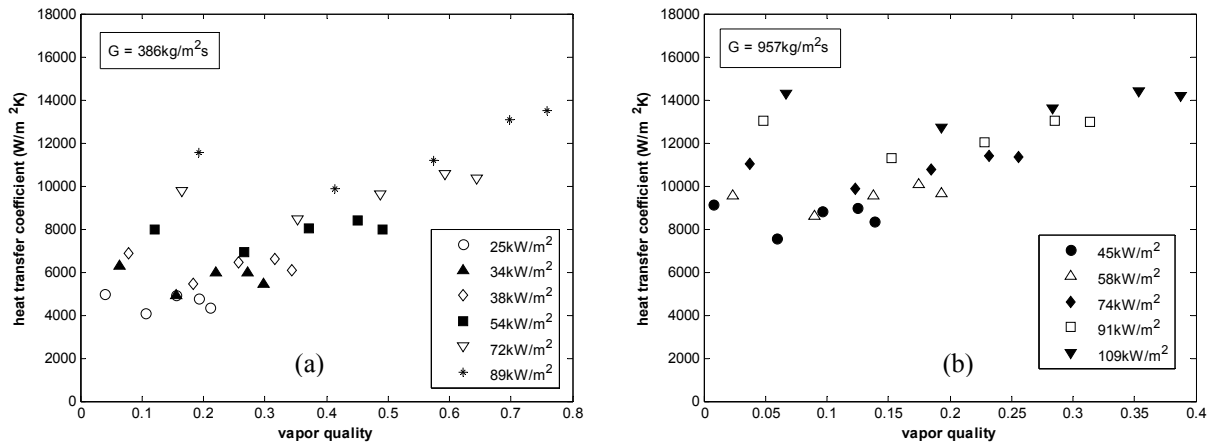 G = 386kg/m²s
18000
16000
14000
12000
10000
8000
6000
4000
2000
0
heat transfer coefficient (W/m ²K)
0
0.1
0.2
0.3
0.4
0.5
0.6
0.7
0.8
vapor quality
25kW/m²
34kW/m²
38kW/m²
54kW/m²
72kW/m²
89kW/m²
(a)
G = 957kg/m²s
18000
16000
14000
12000
10000
8000
6000
4000
2000
0
heat transfer coefficient (W/m ²K)
0
0.05
0.1
0.15
0.2
0.25
0.3
0.35
0.4
vapor quality
45kW/m²
58kW/m²
74kW/m²
91kW/m²
109kW/m²
(b)